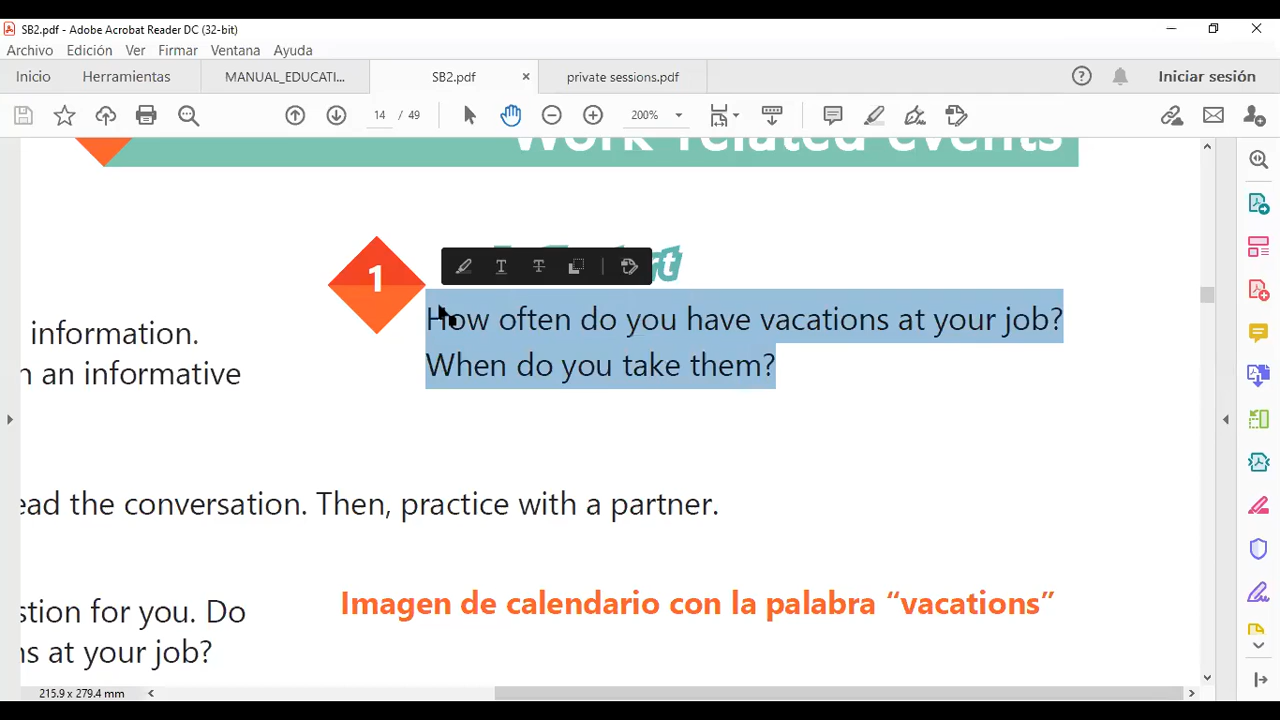 SB2.pdf - Adobe Acrobat Reader DC (32-bit)
Archivo Edición Ver Firmar Ventana Ayuda
Inicio Herramientas MANUAL_EDUCATI... SB2.pdf × private sessions.pdf Iniciar sesión
14 / 49 200%
Work related events
1
How often do you have vacations at your job?
When do you take them?
information.
an informative
ead the conversation. Then, practice with a partner.
Imagen de calendario con la palabra “vacations”
stion for you. Do
ns at your job?
215.9 x 279.4 mm